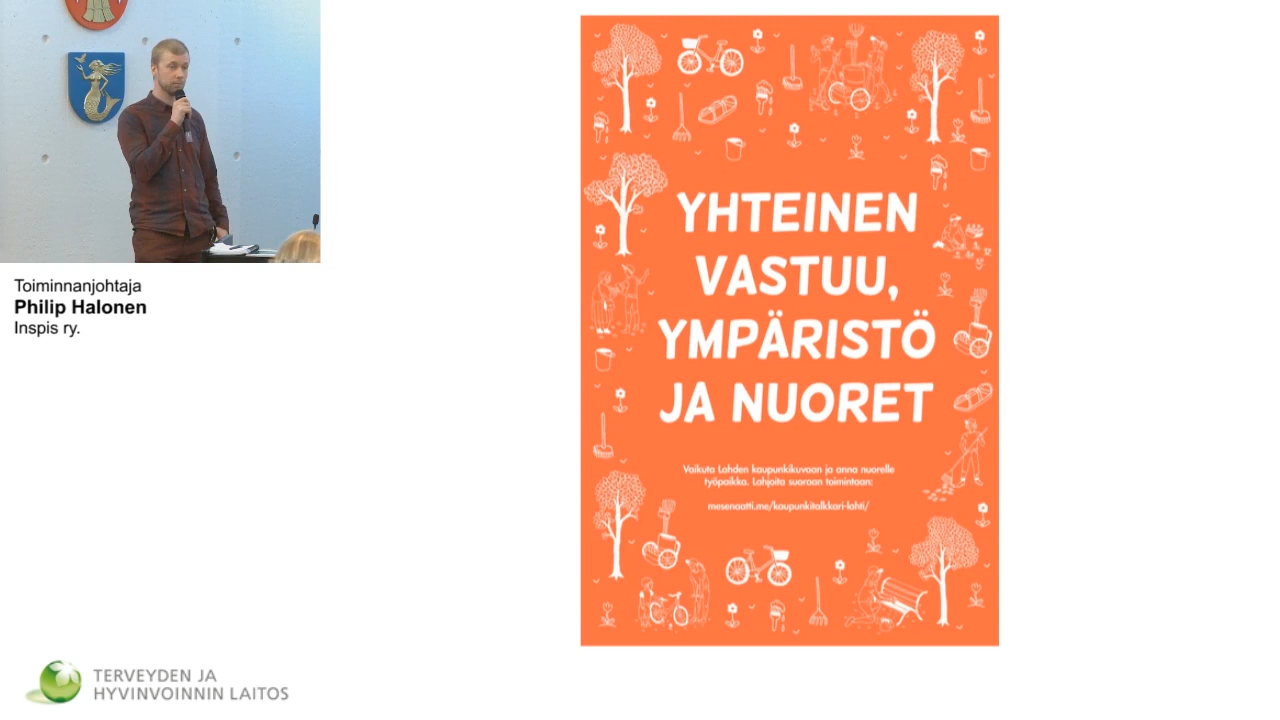 Toiminnanjohtaja
Philip Halonen
Inspis ry.
YHTEINEN
VASTUU,
YMPÄRISTÖ
JA NUORET
Vaikuta Lahden kaupunkikuvaan ja anna nuorelle
työpaikka. Lahjoita suoraan toimintaan:
mesenaatti.me/kaupunkitalkkari-lahti/
TERVEYDEN JA
HYVINVOINNIN LAITOS